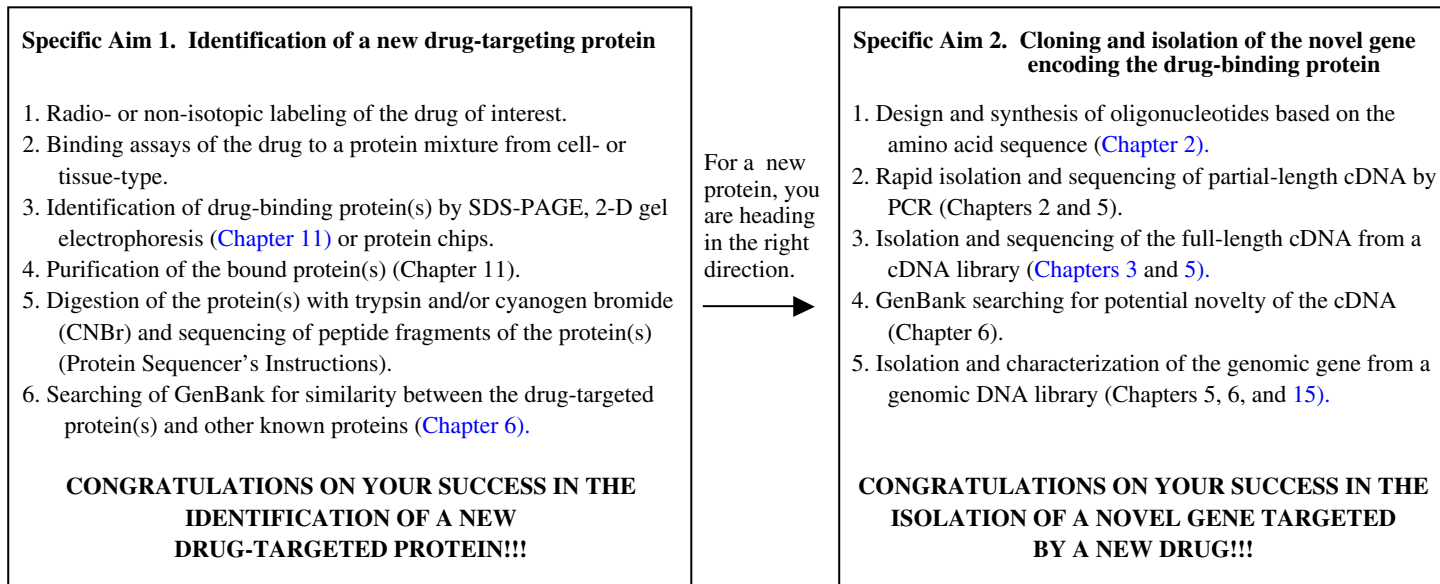 Specific Aim 1. Identification of a new drug-targeting protein
1. Radio- or non-isotopic labeling of the drug of interest.
2. Binding assays of the drug to a protein mixture from cell- or
tissue-type.
3. Identification of drug-binding protein(s) by SDS-PAGE, 2-D gel
electrophoresis (Chapter 11) or protein chips.
4. Purification of the bound protein(s) (Chapter 11).
5. Digestion of the protein(s) with trypsin and/or cyanogen bromide
(CNBr) and sequencing of peptide fragments of the protein(s)
(Protein Sequencer's Instructions).
6. Searching of GenBank for similarity between the drug-targeted
protein(s) and other known proteins (Chapter 6).
CONGRATULATIONS ON YOUR SUCCESS IN THE
IDENTIFICATION OF A NEW
DRUG-TARGETED PROTEIN!!!
For a new
protein, you
are heading
in the right
direction.
Specific Aim 2. Cloning and isolation of the novel gene
encoding the drug-binding protein
1. Design and synthesis of oligonucleotides based on the
amino acid sequence (Chapter 2).
2. Rapid isolation and sequencing of partial-length cDNA by
PCR (Chapters 2 and 5).
3. Isolation and sequencing of the full-length cDNA from a
cDNA library (Chapters 3 and 5).
4. GenBank searching for potential novelty of the cDNA
(Chapter 6).
5. Isolation and characterization of the genomic gene from a
genomic DNA library (Chapters 5, 6, and 15).
CONGRATULATIONS ON YOUR SUCCESS IN THE
ISOLATION OF A NOVEL GENE TARGETED
BY A NEW DRUG!!!